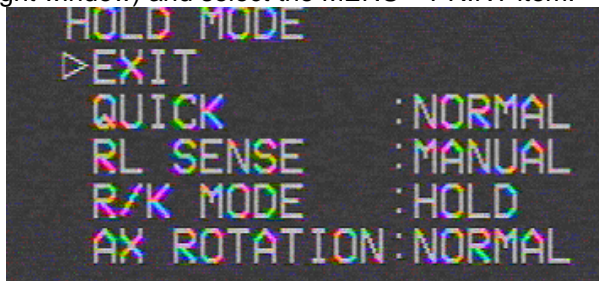 HOLD MODE
▷EXIT
QUICK :NORMAL
RL SENSE :MANUAL
R/K MODE :HOLD
AX ROTATION:NORMAL